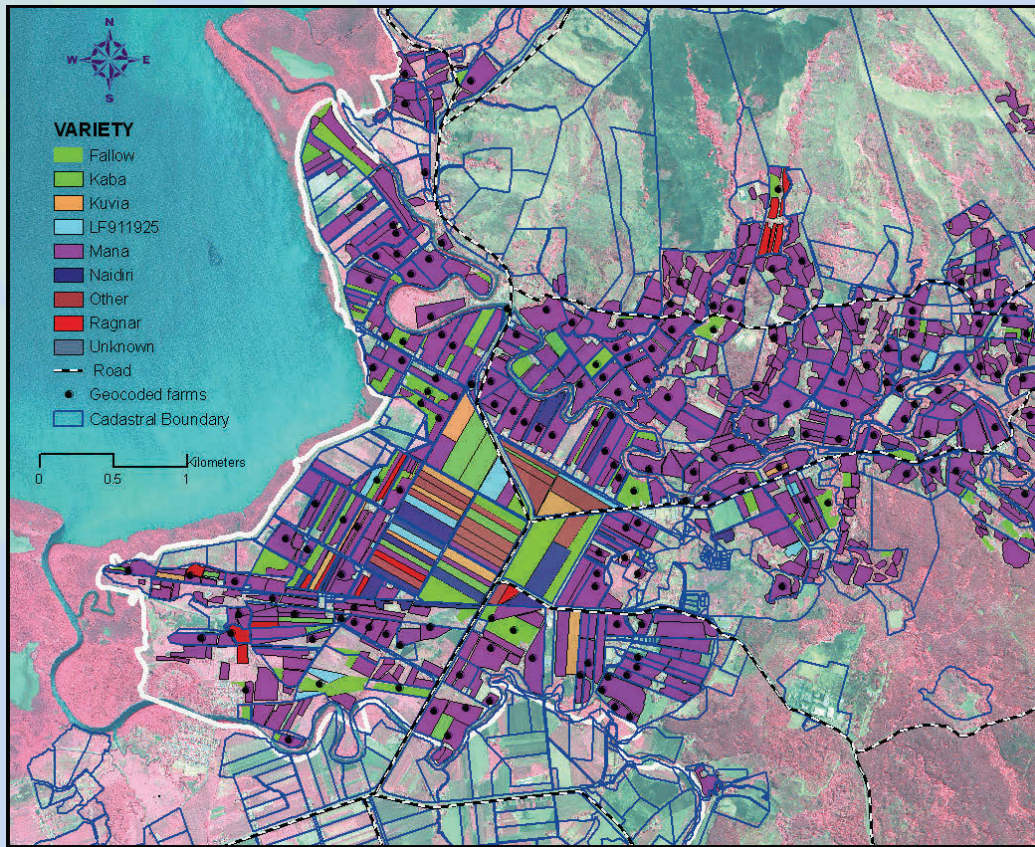 N
W E
S
VARIETY
Fallow
Kaba
Kuvia
LF911925
Mana
Naidiri
Other
Ragnar
Unknown
Road
Geocoded farms
Cadastral Boundary
Kilometers
0 0.5 1